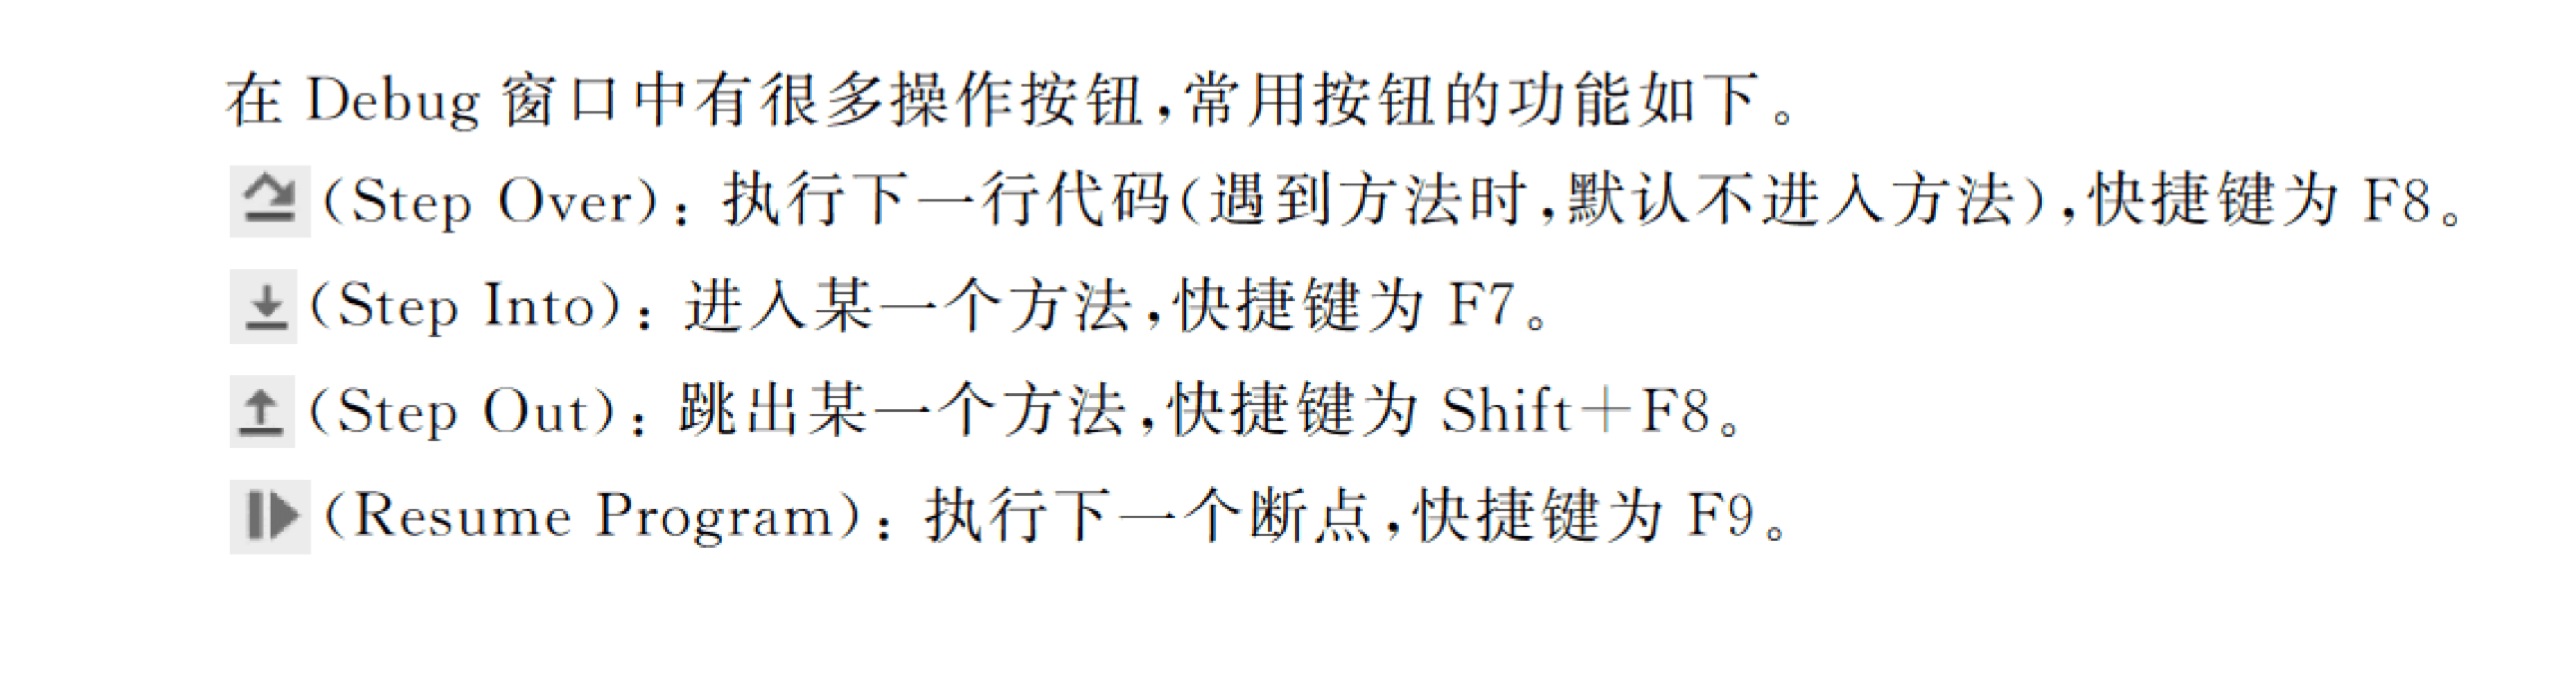 在 Debug 窗口中有很多操作按钮,常用按钮的功能如下。
(Step Over)：执行下一行代码(遇到方法时,默认不进入方法),快捷键为 F8。
(Step Into)：进入某一个方法,快捷键为 F7。
(Step Out)：跳出某一个方法,快捷键为 Shift+F8。
(Resume Program)：执行下一个断点,快捷键为 F9。